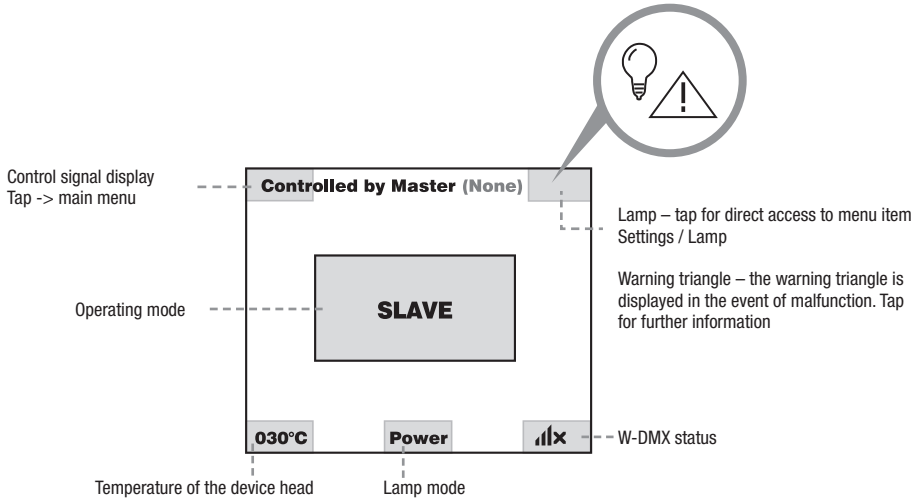 Control signal display
Tap -> main menu
Controlled by Master (None)
Lamp – tap for direct access to menu item
Settings / Lamp
Warning triangle – the warning triangle is
displayed in the event of malfunction. Tap
for further information
Operating mode
SLAVE
030°C
Power
W-DMX status
Temperature of the device head
Lamp mode